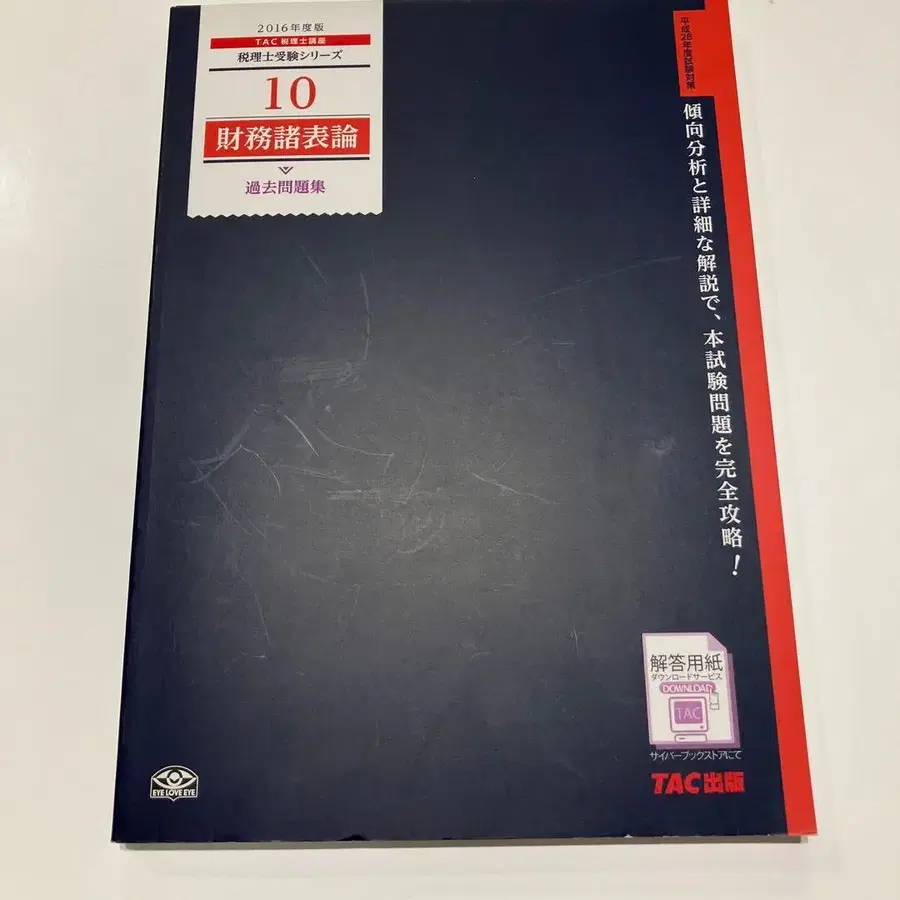 2016年度版
TAC 税理士講座
税理士受験シリーズ
10
財務諸表論
過去問題集
平成28年度試験対策
傾向分析と詳細な解説で、本試験問題を完全攻略!
解答用紙
ダウンロードサービス
DOWNLOAD
TAC
サイバーブックストアにて
TAC出版
EYE LOVE EYE